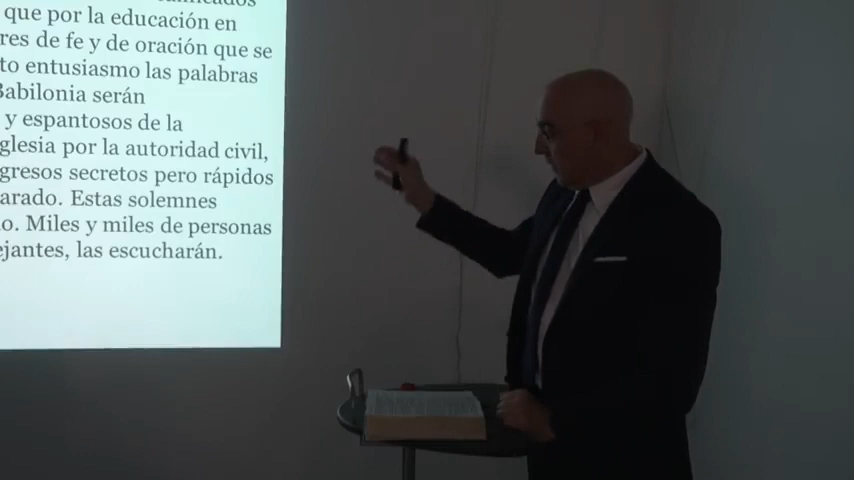 que por la educación en
res de fe y de oración que se
to entusiasmo las palabras
Babilonia serán
y espantosos de la
glesia por la autoridad civil,
gresos secretos pero rápidos
arado. Estas solemnes
o. Miles y miles de personas
ejantes, las escucharán.